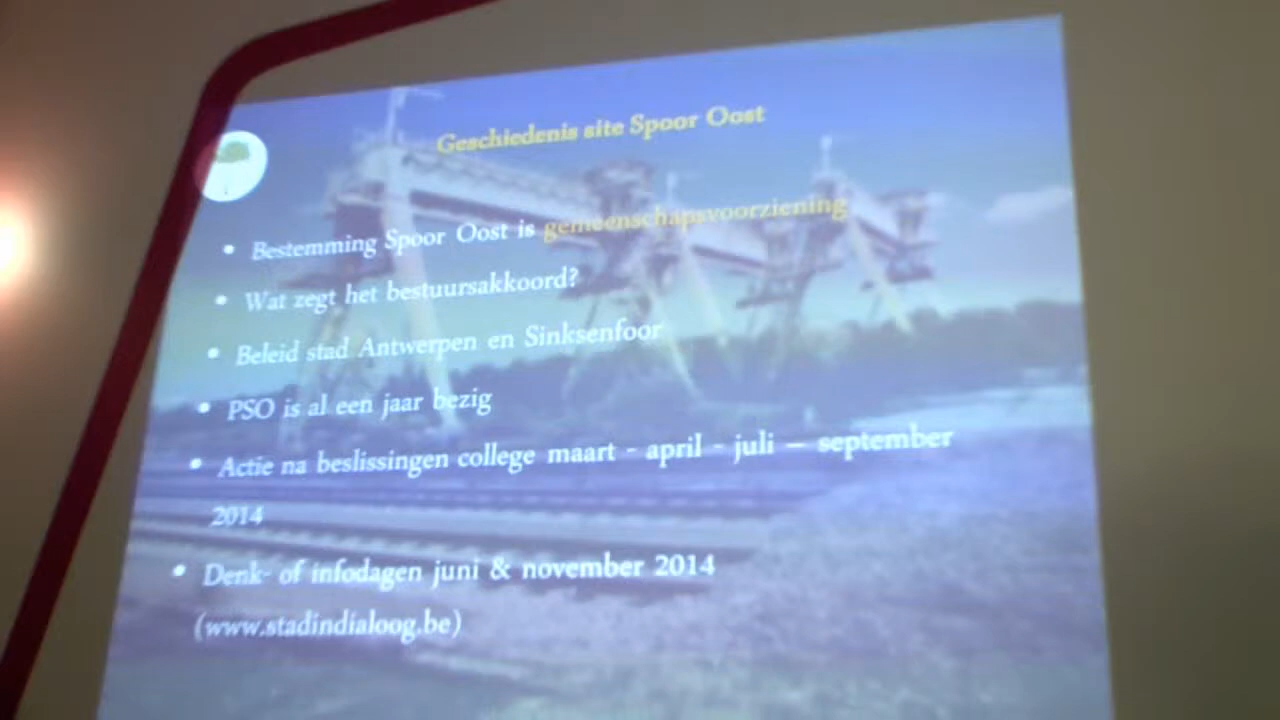 Geschiedenis site Spoor Oost
• Bestemming Spoor Oost is gemeenschapsvoorziening
• Wat zegt het bestuursakkoord?
• Beleid stad Antwerpen en Sinksenfoor
• PSO is al een jaar bezig
• Actie na beslissingen college maart - april - juli – september
2014
• Denk- of infodagen juni & november 2014
(www.stadindialoog.be)